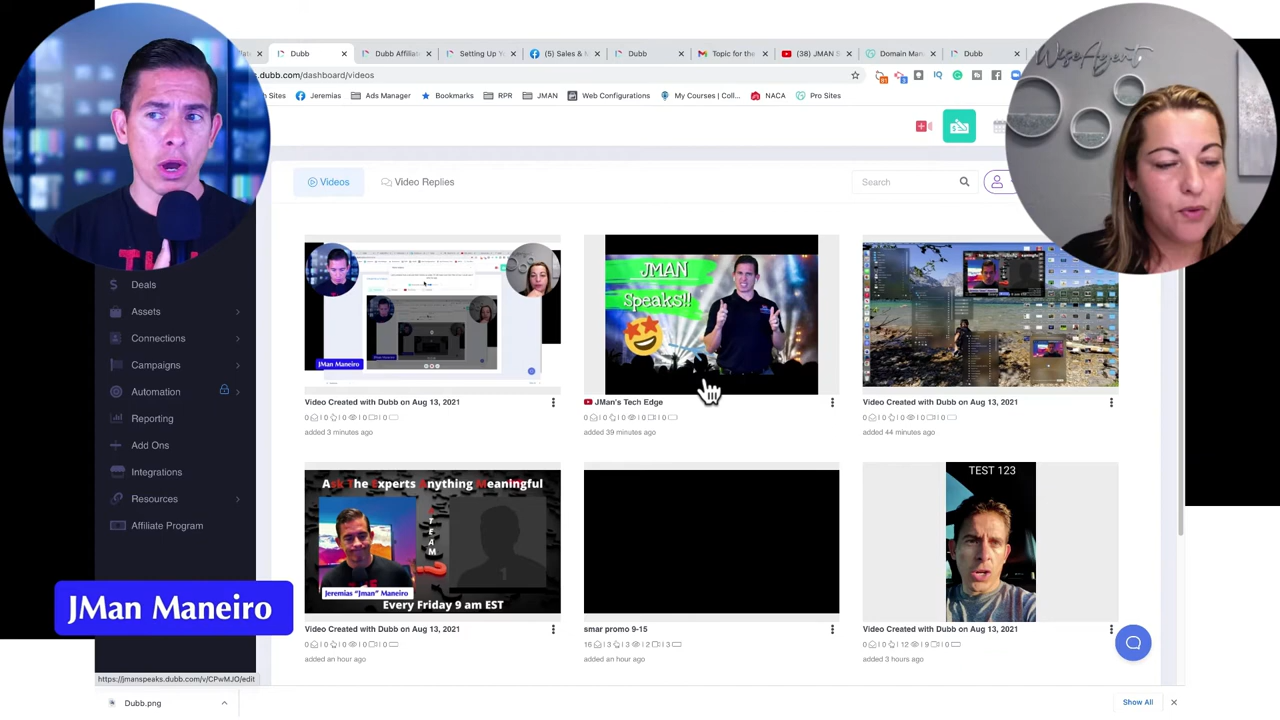 Dubb
Dubb Affiliat
Setting Up Yo
(5) Sales & M
Dubb
Topic for the
(38) JMAN S
Domain Man
Dubb
WiseAgent
s.dubb.com/dashboard/videos
ch Sites
Jeremias
Ads Manager
Bookmarks
RPR
JMAN
Web Configurations
My Courses | Coll...
NACA
Pro Sites
Videos
Video Replies
Search
Deals
Assets
Connections
Campaigns
Automation
Reporting
Add Ons
Integrations
Resources
Affiliate Program
JMan Maneiro
Video Created with Dubb on Aug 13, 2021
added 3 minutes ago
JMAN
Speaks!!
JMan's Tech Edge
added 39 minutes ago
Video Created with Dubb on Aug 13, 2021
added 44 minutes ago
Ask The Experts Anything Meaningful
A
T
E
A
M
1
Jeremias "Jman" Maneiro
Every Friday 9 am EST
Video Created with Dubb on Aug 13, 2021
added an hour ago
smar promo 9-15
added an hour ago
TEST 123
Video Created with Dubb on Aug 13, 2021
added 3 hours ago
JMan Maneiro
https://jmanspeaks.dubb.com/v/CPwMJO/edit
Dubb.png
Show All